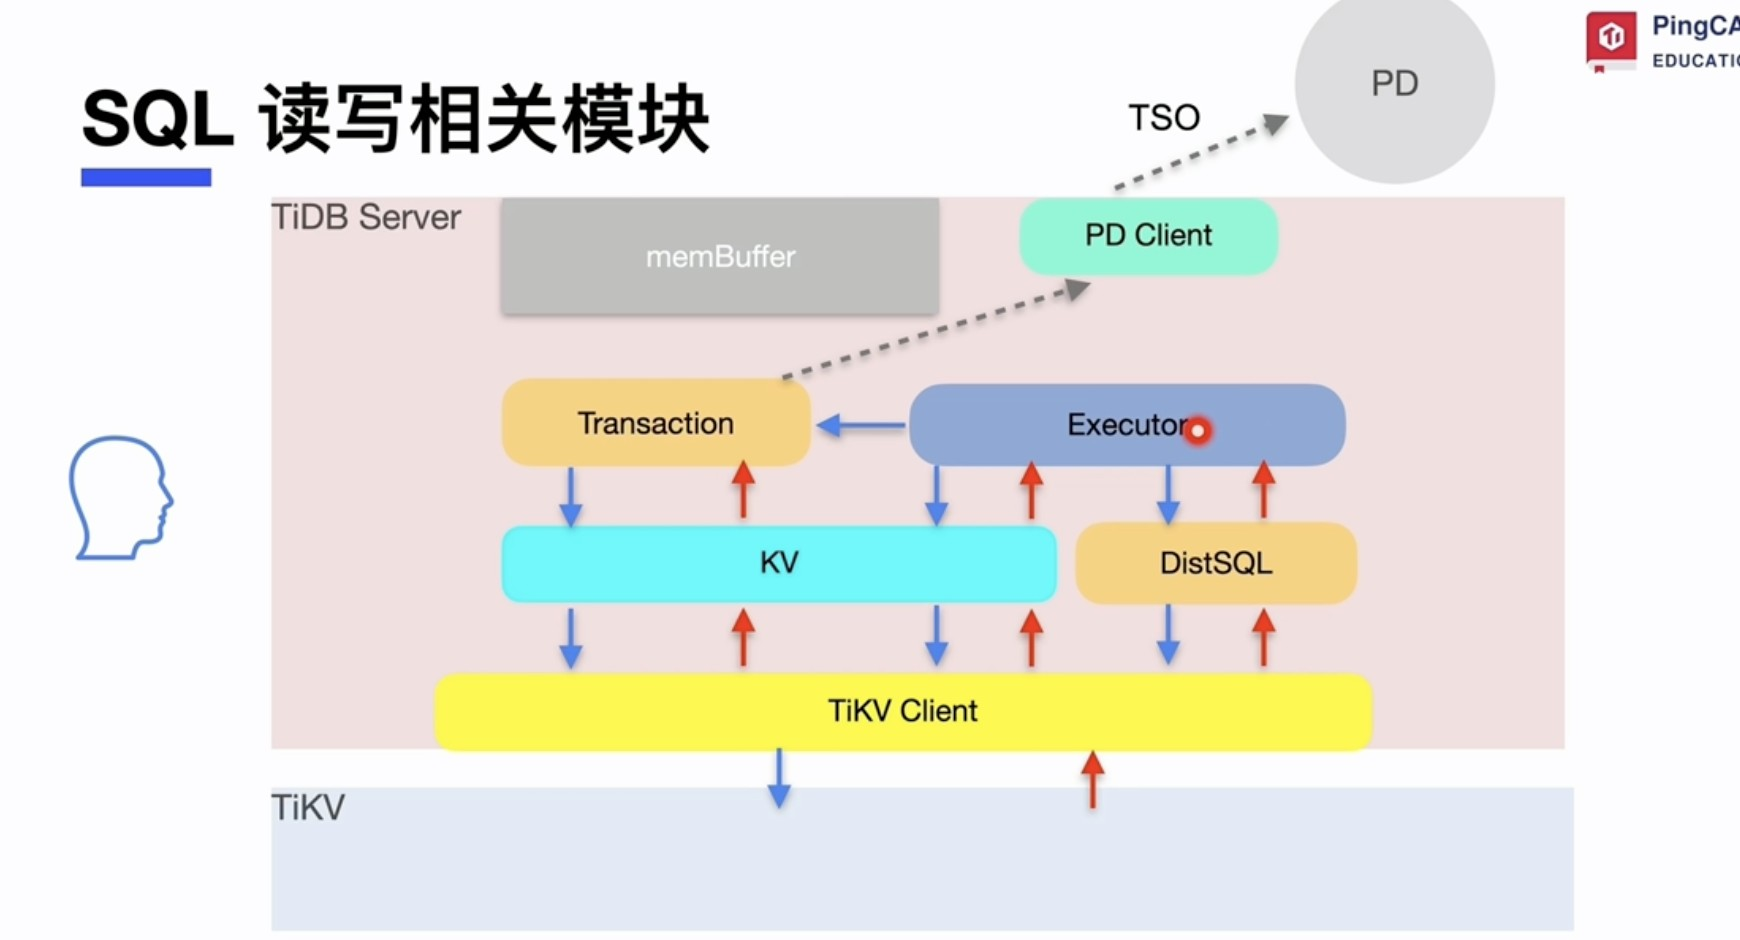 PingCA
EDUCATIO
PD
TSO
SQL 读写相关模块
TiDB Server
memBuffer
PD Client
Transaction
Executor
KV
DistSQL
TiKV Client
TiKV